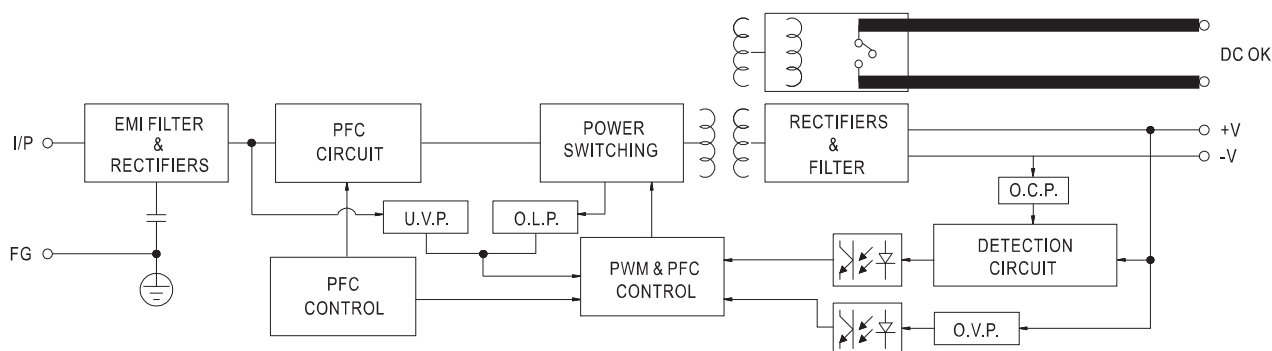 DC OK
I/P
EMI FILTER
&
RECTIFIERS
PFC
CIRCUIT
POWER
SWITCHING
RECTIFIERS
&
FILTER
+V
-V
U.V.P.
O.L.P.
O.C.P.
FG
PFC
CONTROL
PWM & PFC
CONTROL
DETECTION
CIRCUIT
O.V.P.